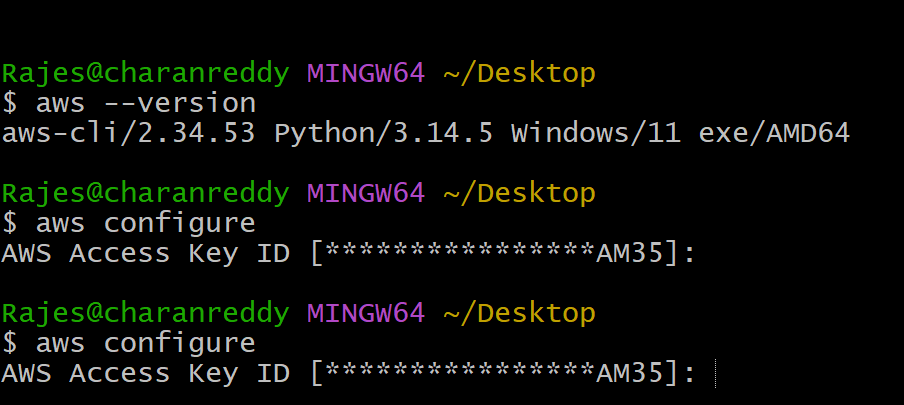 Rajes@charanreddy MINGW64 ~/Desktop
$ aws --version
aws-cli/2.34.53 Python/3.14.5 Windows/11 exe/AMD64
Rajes@charanreddy MINGW64 ~/Desktop
$ aws configure
AWS Access Key ID [****************AM35]:
Rajes@charanreddy MINGW64 ~/Desktop
$ aws configure
AWS Access Key ID [****************AM35]: